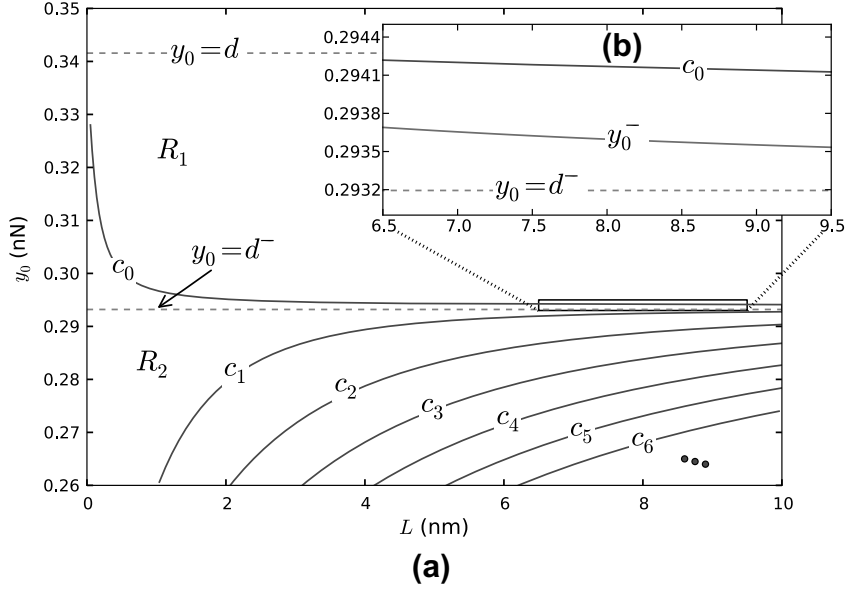 0.35
0.34
0.33
0.32
0.31
0.30
0.29
0.28
0.27
0.26
y₀ (nN)
0 2 4 6 8 10
L (nm)
y₀ = d
R₁
c₀
y₀ = d⁻
R₂
c₁
c₂
c₃
c₄
c₅
c₆
(b)
0.2944
0.2941
0.2938
0.2935
0.2932
c₀
y₀⁻
y₀ = d⁻
6.5 7.0 7.5 8.0 8.5 9.0 9.5
(a)